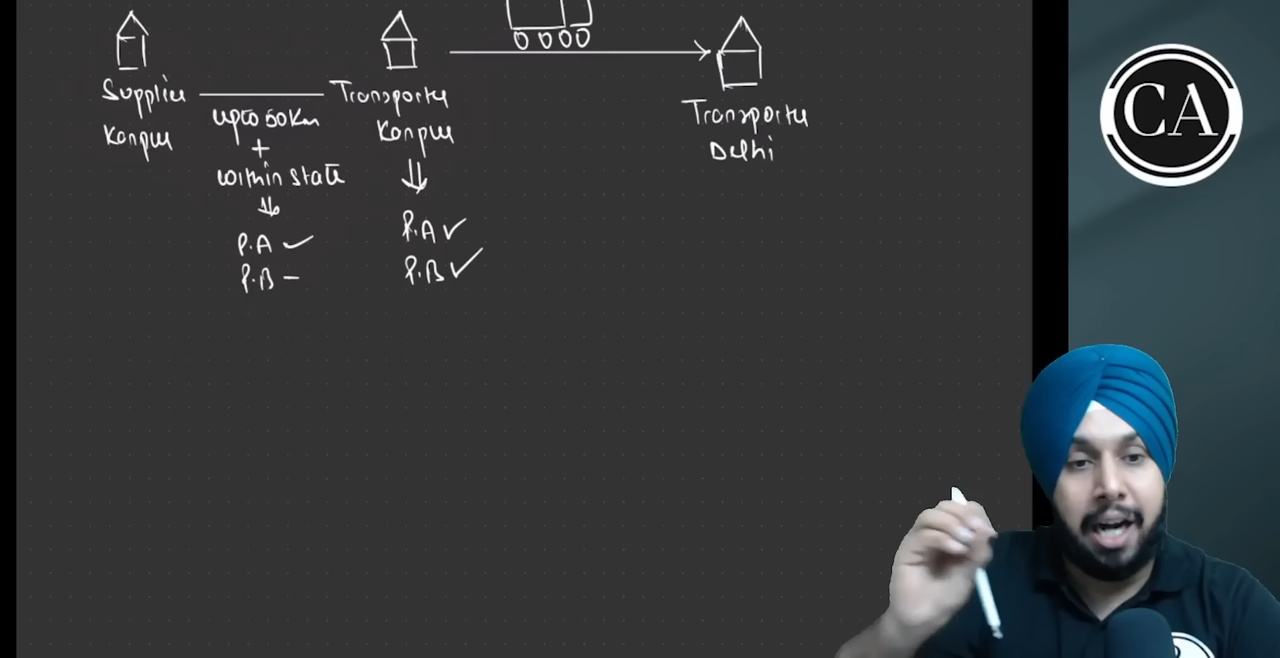 Supplier
Kanpur
upto 50Km
+
within state
P.A ✓
P.B –
Transporter
Kanpur
P.A ✓
P.B ✓
Transporter
Delhi
CA